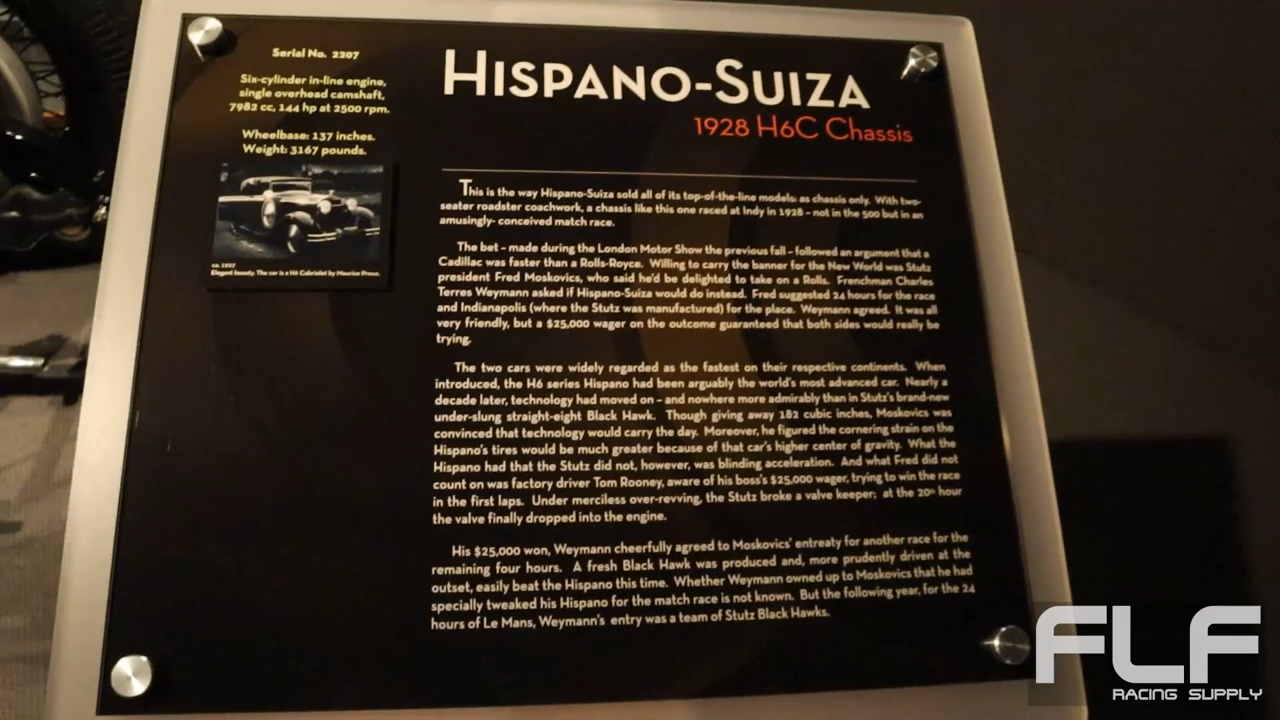 Serial No. 2207
Six-cylinder in-line engine,
single overhead camshaft,
7982 cc, 144 hp at 2500 rpm.
Wheelbase: 137 inches.
Weight: 3167 pounds.
ca. 1937
Elegant beauty. The car is a H6 Cabriolet by Maurice Proux.
HISPANO-SUIZA
1928 H6C Chassis
This is the way Hispano-Suiza sold all of its top-of-the-line models: as chassis only. With two-
seater roadster coachwork, a chassis like this one raced at Indy in 1928 – not in the 500 but in an
amusingly- conceived match race.
The bet – made during the London Motor Show the previous fall – followed an argument that a
Cadillac was faster than a Rolls-Royce. Willing to carry the banner for the New World was Stutz
president Fred Moskovics, who said he'd be delighted to take on a Rolls. Frenchman Charles
Terres Weymann asked if Hispano-Suiza would do instead. Fred suggested 24 hours for the race
and Indianapolis (where the Stutz was manufactured) for the place. Weymann agreed. It was all
very friendly, but a $25,000 wager on the outcome guaranteed that both sides would really be
trying.
The two cars were widely regarded as the fastest on their respective continents. When
introduced, the H6 series Hispano had been arguably the world's most advanced car. Nearly a
decade later, technology had moved on – and nowhere more admirably than in Stutz's brand-new
under-slung straight-eight Black Hawk. Though giving away 182 cubic inches, Moskovics was
convinced that technology would carry the day. Moreover, he figured the cornering strain on the
Hispano's tires would be much greater because of that car's higher center of gravity. What the
Hispano had that the Stutz did not, however, was blinding acceleration. And what Fred did not
count on was factory driver Tom Rooney, aware of his boss's $25,000 wager, trying to win the race
in the first laps. Under merciless over-revving, the Stutz broke a valve keeper; at the 20th hour
the valve finally dropped into the engine.
His $25,000 won, Weymann cheerfully agreed to Moskovics' entreaty for another race for the
remaining four hours. A fresh Black Hawk was produced and, more prudently driven at the
outset, easily beat the Hispano this time. Whether Weymann owned up to Moskovics that he had
specially tweaked his Hispano for the match race is not known. But the following year, for the 24
hours of Le Mans, Weymann's entry was a team of Stutz Black Hawks.
FLF
RACING SUPPLY